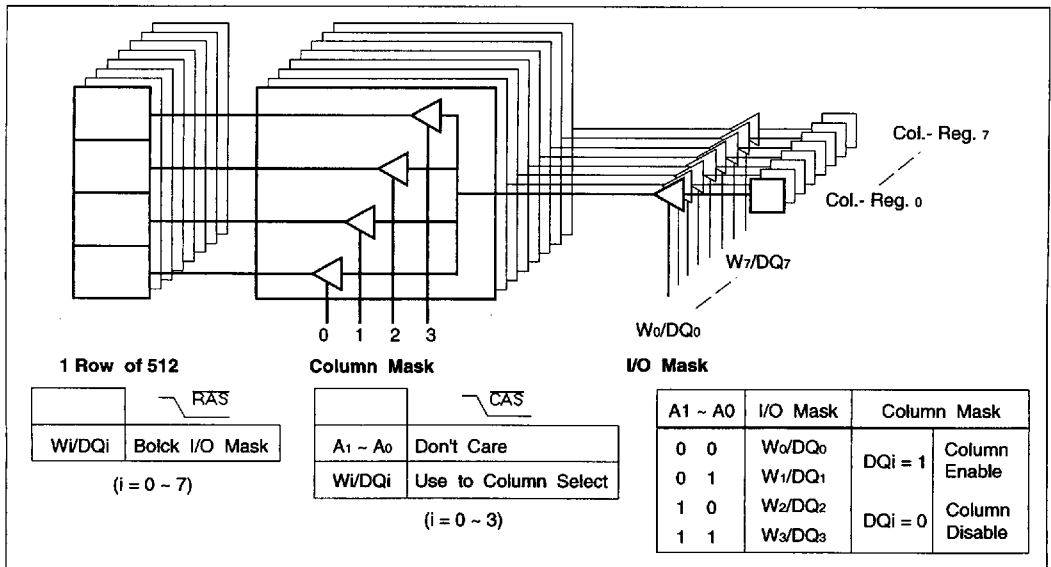 Col.- Reg. 7
Col.- Reg. 0
W7/DQ7
W0/DQ0
0 1 2 3
1 Row of 512
Column Mask
I/O Mask
RAS
Wi/DQi Bolck I/O Mask
(i = 0 ~ 7)
CAS
A1 ~ A0 Don't Care
Wi/DQi Use to Column Select
(i = 0 ~ 3)
A1 ~ A0 I/O Mask Column Mask
0 0 W0/DQ0
0 1 W1/DQ1
DQi = 1 Column Enable
1 0 W2/DQ2
1 1 W3/DQ3
DQi = 0 Column Disable